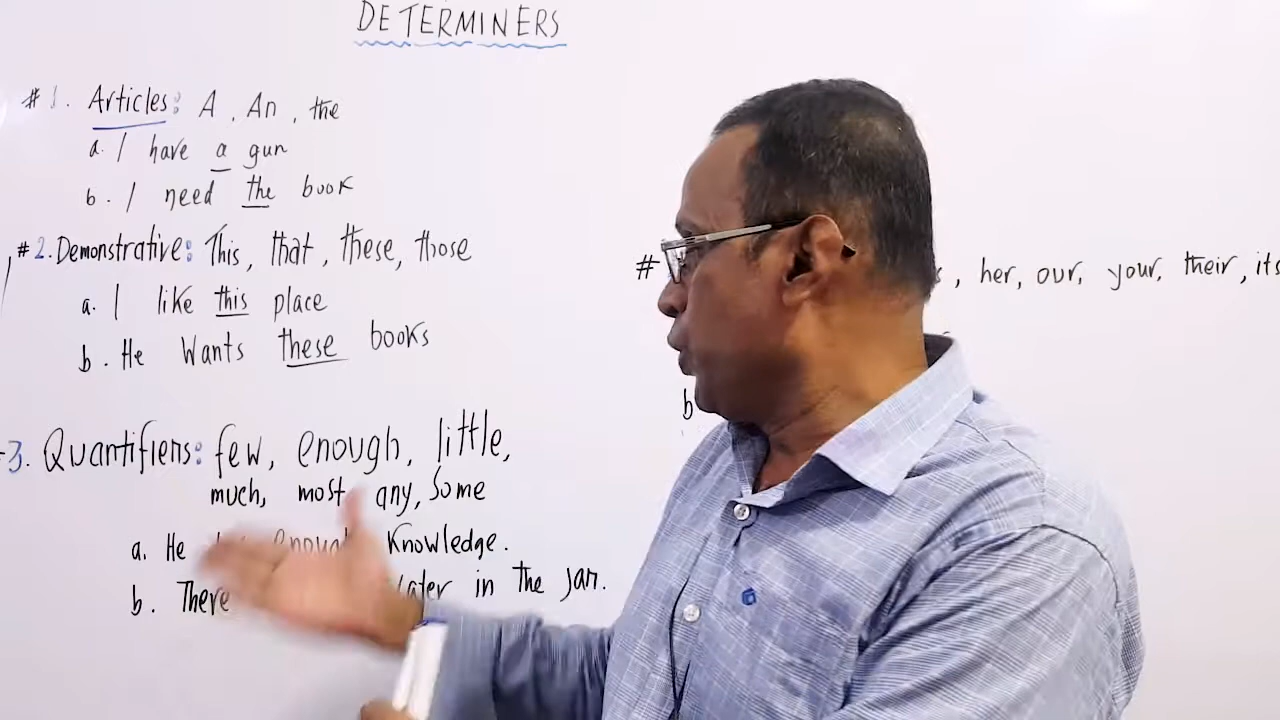 DETERMINERS
#1. Articles: A, An, the
a. I have a gun
b. I need the book
#2. Demonstrative: This, that, these, those
a. I like this place
b. He Wants these books
3. Quantifiers: few, enough, little,
much, most, any, Some
a. He enough Knowledge.
b. There in the jar.
#
, her, our, your, their, its
b